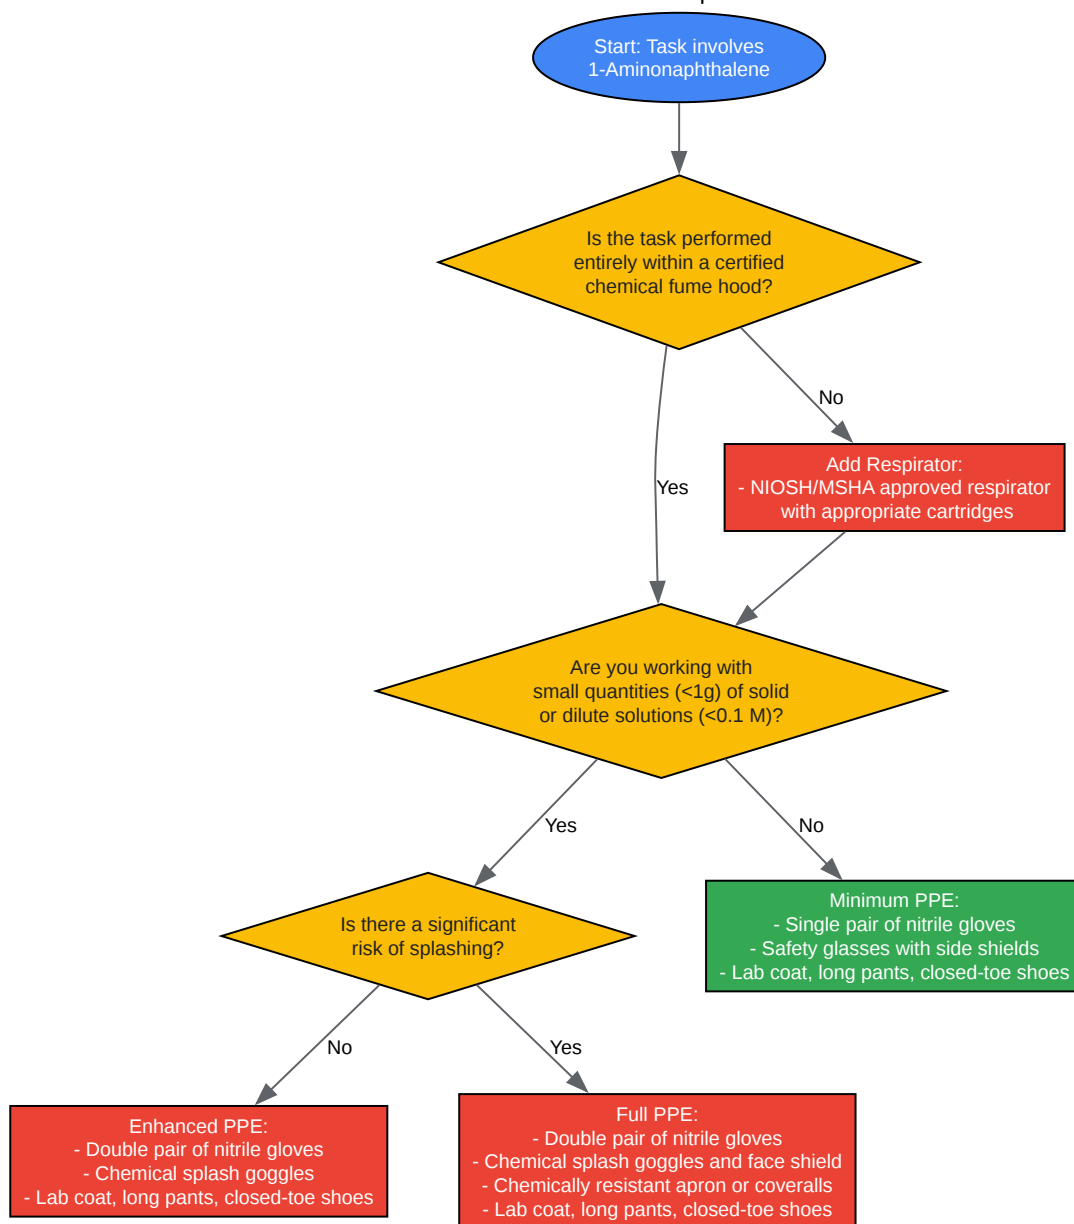 Start: Task involves
1-Aminonaphthalene
Is the task performed
entirely within a certified
chemical fume hood?
No
Yes
Add Respirator:
- NIOSH/MSHA approved respirator
with appropriate cartridges
Are you working with
small quantities (<1g) of solid
or dilute solutions (<0.1 M)?
Yes
No
Is there a significant
risk of splashing?
Minimum PPE:
- Single pair of nitrile gloves
- Safety glasses with side shields
- Lab coat, long pants, closed-toe shoes
No
Yes
Enhanced PPE:
- Double pair of nitrile gloves
- Chemical splash goggles
- Lab coat, long pants, closed-toe shoes
Full PPE:
- Double pair of nitrile gloves
- Chemical splash goggles and face shield
- Chemically resistant apron or coveralls
- Lab coat, long pants, closed-toe shoes